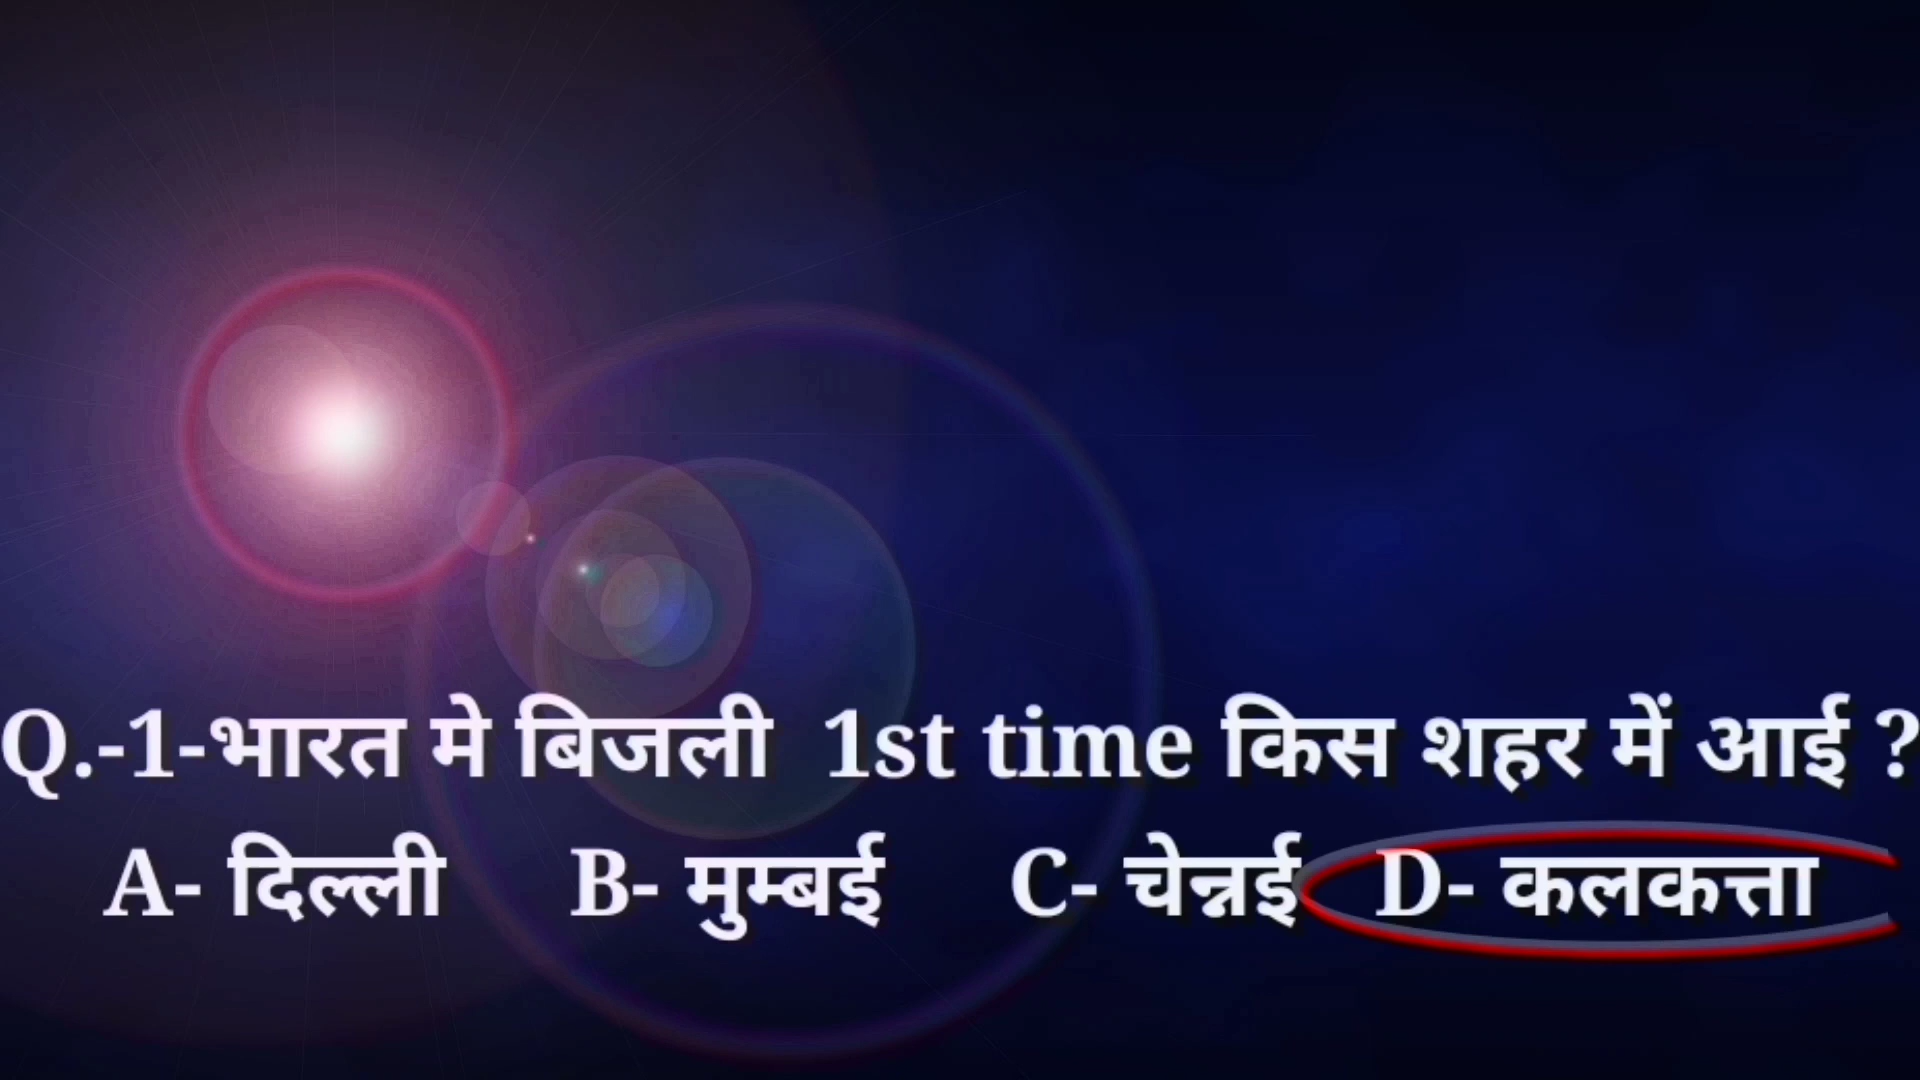 Q.-1-भारत मे बिजली 1st time किस शहर में आई ?
A- दिल्ली B- मुम्बई C- चेन्नई D- कलकत्ता